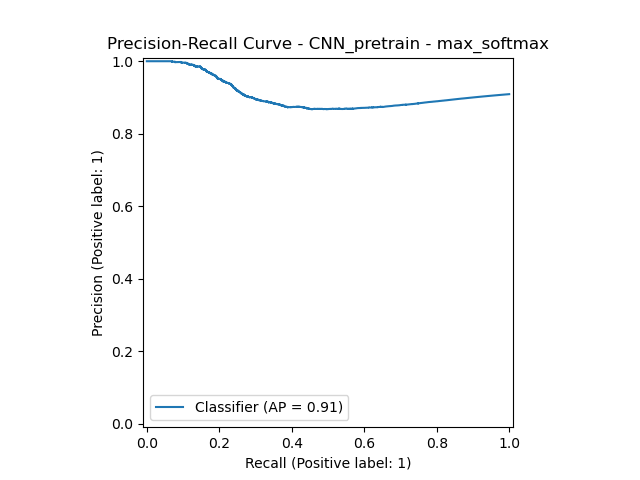 Precision-Recall Curve - CNN_pretrain - max_softmax
1.0
0.8
0.6
0.4
0.2
0.0
Precision (Positive label: 1)
Classifier (AP = 0.91)
0.0 0.2 0.4 0.6 0.8 1.0
Recall (Positive label: 1)